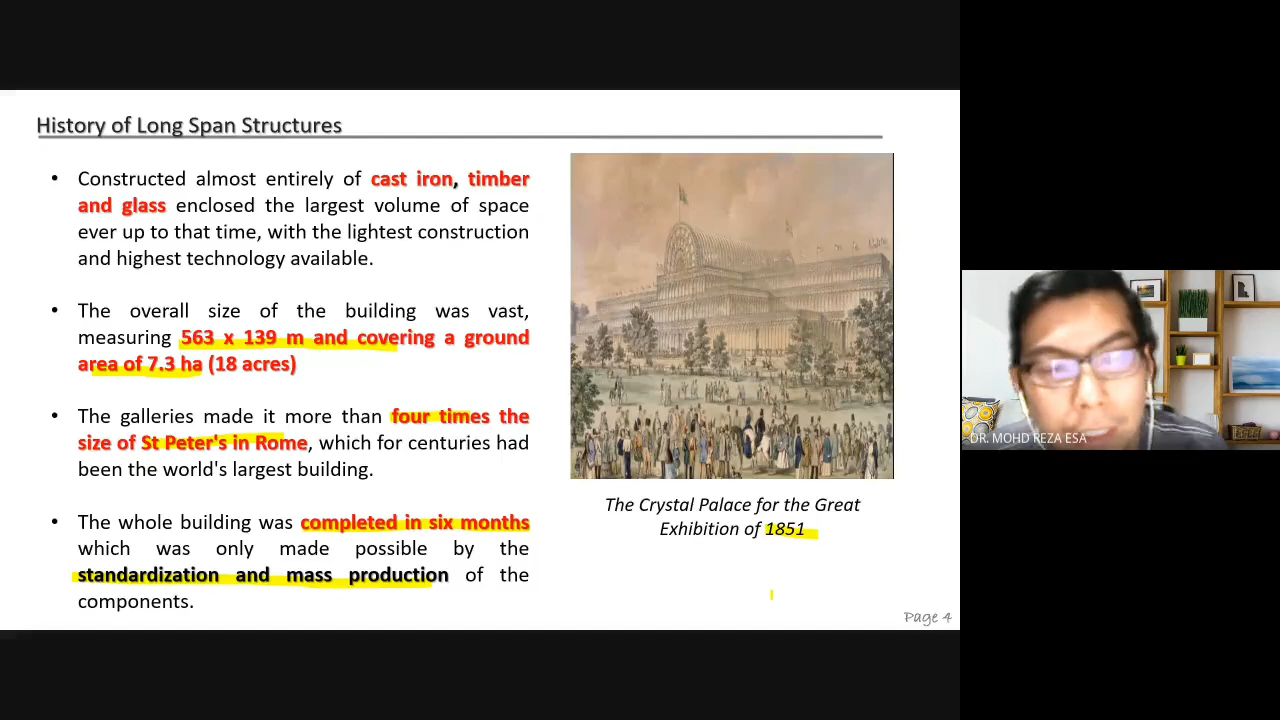 History of Long Span Structures
• Constructed almost entirely of cast iron, timber
and glass enclosed the largest volume of space
ever up to that time, with the lightest construction
and highest technology available.
• The overall size of the building was vast,
measuring 563 x 139 m and covering a ground
area of 7.3 ha (18 acres)
• The galleries made it more than four times the
size of St Peter's in Rome, which for centuries had
been the world's largest building.
• The whole building was completed in six months
which was only made possible by the
standardization and mass production of the
components.
The Crystal Palace for the Great
Exhibition of 1851
Page 4
DR. MOHD REZA ESA